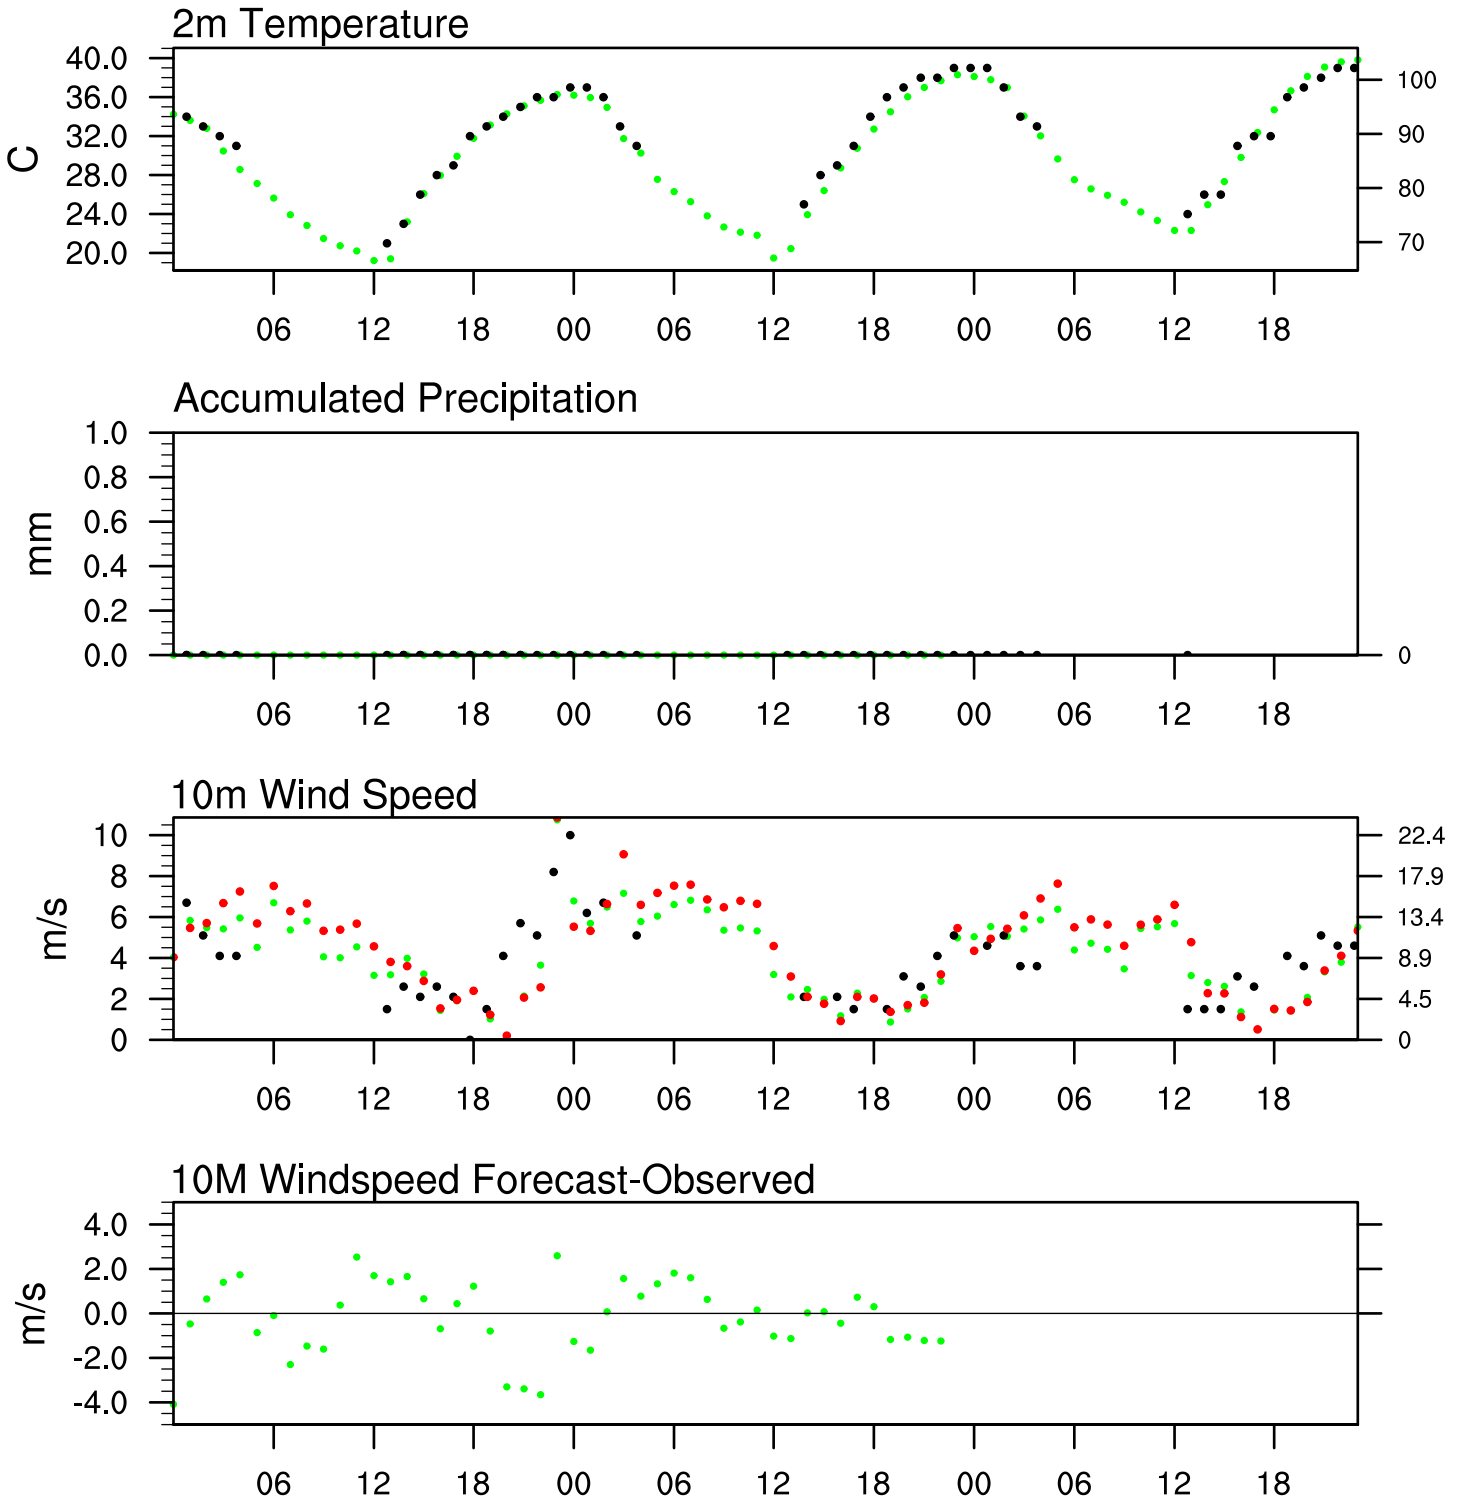 2m Temperature
40.0
36.0
32.0
28.0
24.0
20.0
C
100
90
80
70
06 12 18 00 06 12 18 00 06 12 18
Accumulated Precipitation
1.0
0.8
0.6
0.4
0.2
0.0
mm
0
06 12 18 00 06 12 18 00 06 12 18
10m Wind Speed
10
8
6
4
2
0
m/s
22.4
17.9
13.4
8.9
4.5
0
06 12 18 00 06 12 18 00 06 12 18
10M Windspeed Forecast-Observed
4.0
2.0
0.0
-2.0
-4.0
m/s
06 12 18 00 06 12 18 00 06 12 18